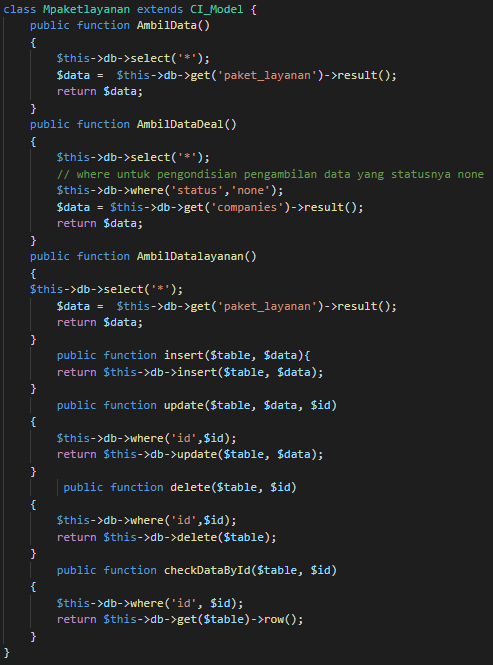 class Mpaketlayanan extends CI_Model {
    public function AmbilData()
    {
        $this->db->select('*');
        $data =  $this->db->get('paket_layanan')->result();
        return $data;
    }
    public function AmbilDataDeal()
    {
        $this->db->select('*');
        // where untuk pengondisian pengambilan data yang statusnya none
        $this->db->where('status','none');
        $data = $this->db->get('companies')->result();
        return $data;
    }
    public function AmbilDatalayanan()
    {
    $this->db->select('*');
        $data =  $this->db->get('paket_layanan')->result();
        return $data;
    }
        public function insert($table, $data){
        return $this->db->insert($table, $data);
    }
        public function update($table, $data, $id)
    {
        $this->db->where('id',$id);
        return $this->db->update($table, $data);
    }
         public function delete($table, $id)
    {
        $this->db->where('id',$id);
        return $this->db->delete($table);
    }
        public function checkDataById($table, $id)
    {
        $this->db->where('id', $id);
        return $this->db->get($table)->row();
    }
}